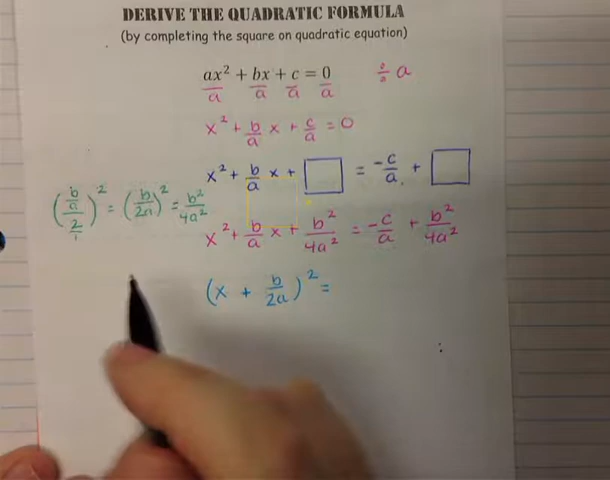 DERIVE THE QUADRATIC FORMULA
(by completing the square on quadratic equation)
ax² + bx + c = 0 ÷ a
a a a a
x² + b/a x + c/a = 0
x² + b/a x + □ = -c/a + □
((b/a)/(2/1))² = (b/2a)² = b²/4a²
x² + b/a x + b²/4a² = -c/a + b²/4a²
(x + b/2a)² =